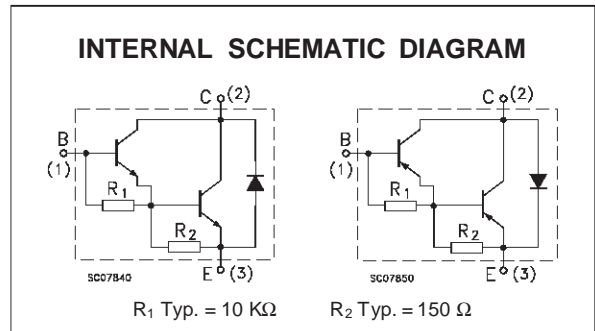 INTERNAL SCHEMATIC DIAGRAM
C (2)
B
(1)
R1
R2
SC07840
E (3)
C (2)
B
(1)
R1
R2
SC07850
E (3)
R1 Typ. = 10 KΩ R2 Typ. = 150 Ω